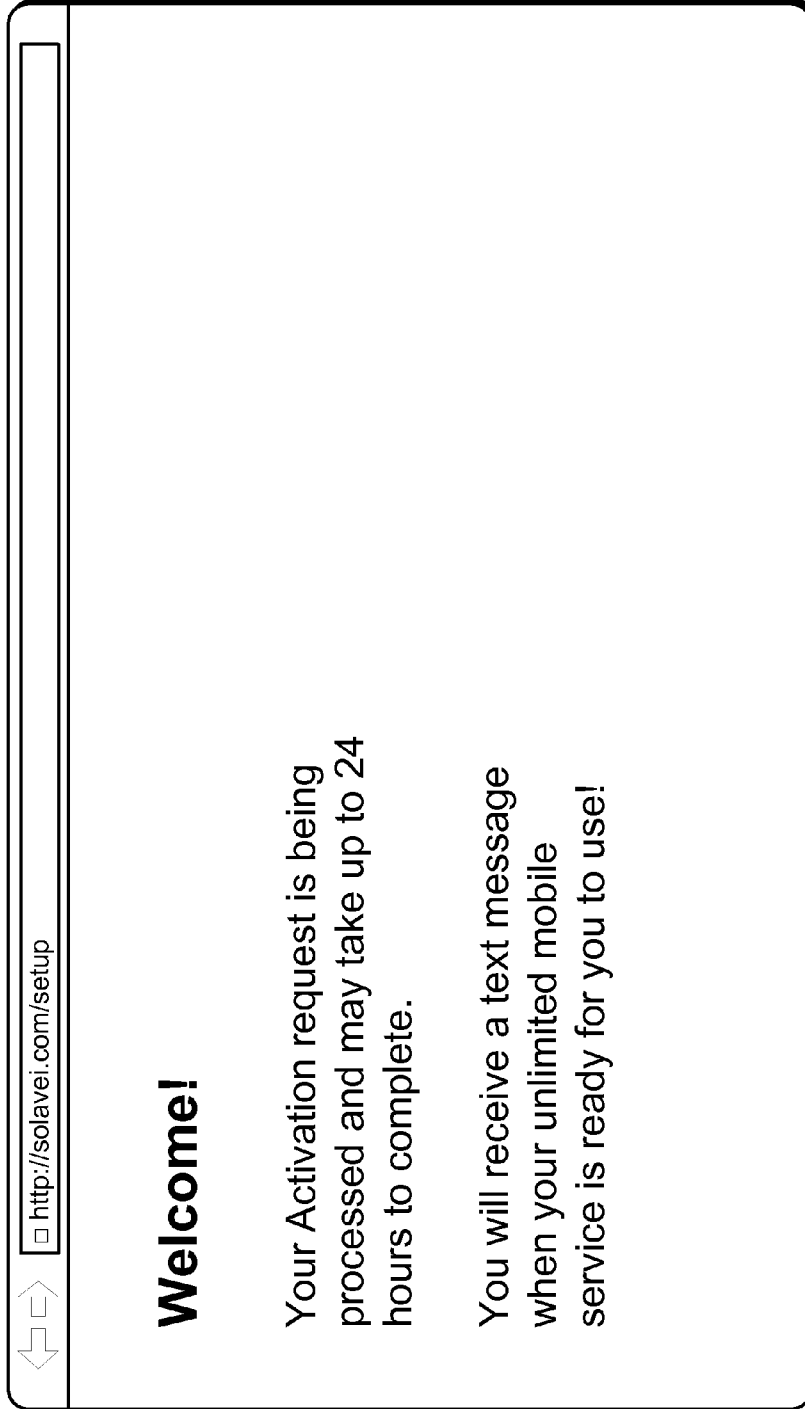 http://solavei.com/setup
Welcome!
Your Activation request is being
processed and may take up to 24
hours to complete.
You will receive a text message
when your unlimited mobile
service is ready for you to use!